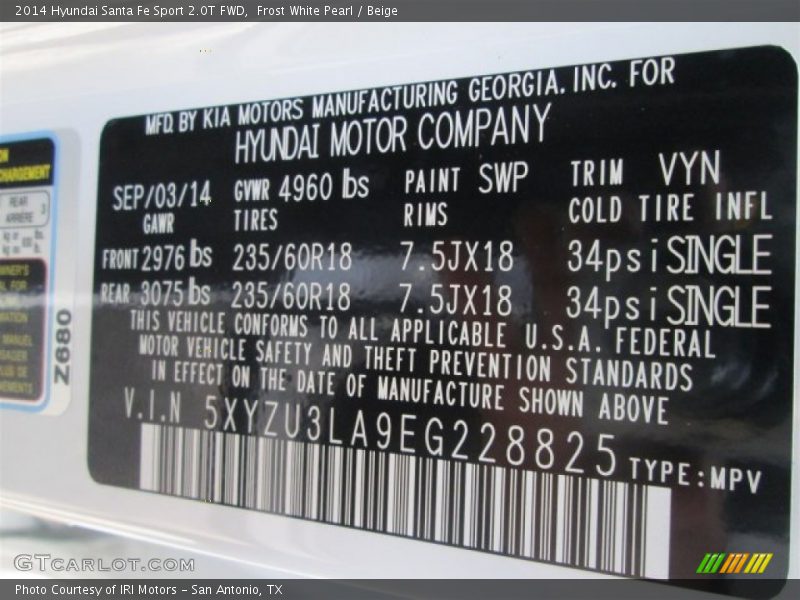 2014 Hyundai Santa Fe Sport 2.0T FWD,  Frost White Pearl / Beige
MFD. BY KIA MOTORS MANUFACTURING GEORGIA. INC. FOR
HYUNDAI MOTOR COMPANY
SEP/03/14 GVWR 4960 lbs PAINT SWP TRIM VYN
GAWR TIRES RIMS COLD TIRE INFL
FRONT 2976 lbs 235/60R18 7.5JX18 34psi SINGLE
REAR 3075 lbs 235/60R18 7.5JX18 34psi SINGLE
THIS VEHICLE CONFORMS TO ALL APPLICABLE U.S.A. FEDERAL
MOTOR VEHICLE SAFETY AND THEFT PREVENTION STANDARDS
IN EFFECT ON THE DATE OF MANUFACTURE SHOWN ABOVE
V.I.N 5XYZU3LA9EG228825 TYPE:MPV
CHARGEMENT
REAR
ARRIÈRE
MANUEL
Z680
GTCARLOT.COM
Photo Courtesy of IRI Motors – San Antonio, TX